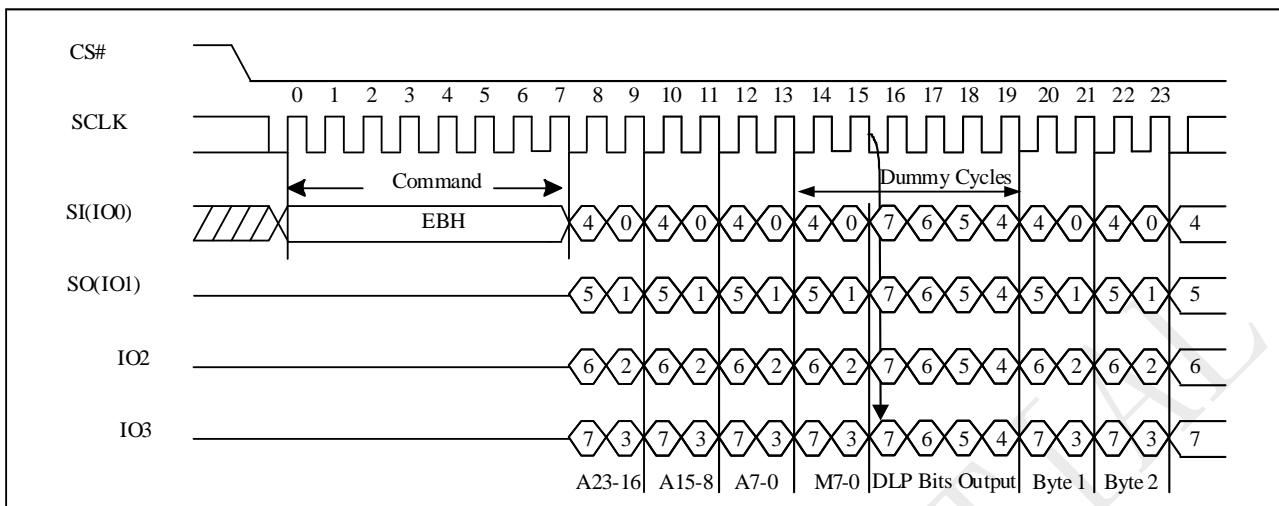 CS#
0 1 2 3 4 5 6 7 8 9 10 11 12 13 14 15 16 17 18 19 20 21 22 23
SCLK
Command
Dummy Cycles
SI(IO0)
EBH
4 0 4 0 4 0 4 0 7 6 5 4 4 0 4 0 4
SO(IO1)
5 1 5 1 5 1 5 1 7 6 5 4 5 1 5 1 5
IO2
6 2 6 2 6 2 6 2 7 6 5 4 6 2 6 2 6
IO3
7 3 7 3 7 3 7 3 7 6 5 4 7 3 7 3 7
A23-16 A15-8 A7-0 M7-0 DLP Bits Output Byte 1 Byte 2
TIAL